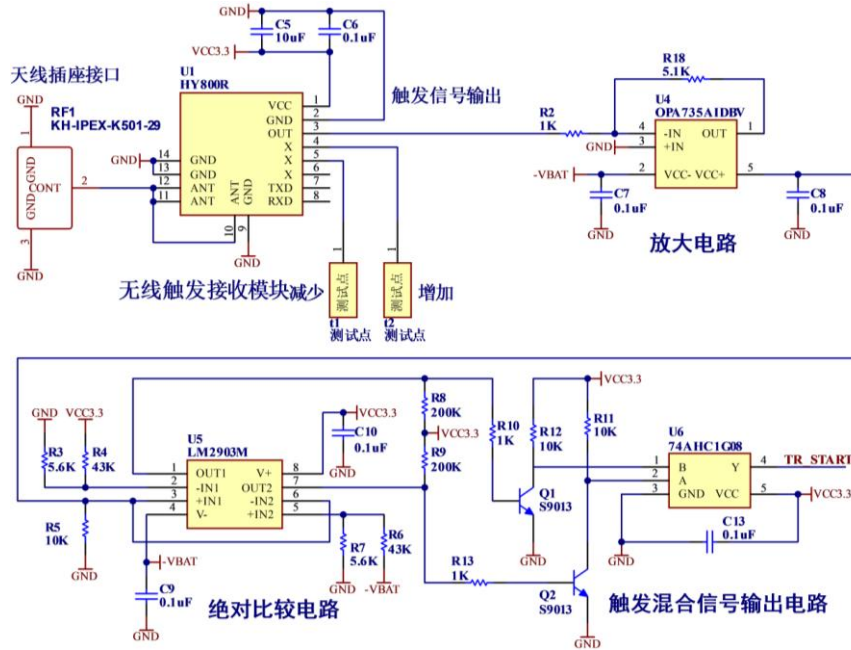 GND
C5
10uF
C6
0.1uF
VCC3.3
天线插座接口
GND
RF1
KH-IPEX-K501-29
1
GND
GND
CONT
2
3
GND
U1
HY800R
VCC
GND
OUT
X
X
X
TXD
RXD
1
2
3
4
5
6
7
8
GND
14
13
12
11
GND
GND
ANT
ANT
ANT
GND
10
9
GND
触发信号输出
R2
1K
R18
5.1K
U4
OPA735AIDBV
4
3
-IN
+IN
OUT
1
GND
-VBAT
2
VCC-
VCC+
5
C7
0.1uF
GND
C8
0.1uF
GND
放大电路
无线触发接收模块
减少
1
测试点
t1
测试点
1
测试点
t2
测试点
增加
GND
VCC3.3
R3
5.6K
R4
43K
R5
10K
GND
U5
LM2903M
1
2
3
4
OUT1
-IN1
+IN1
V-
V+
OUT2
-IN2
+IN2
8
7
6
5
VCC3.3
C10
0.1uF
GND
-VBAT
C9
0.1uF
GND
绝对比较电路
R7
5.6K
GND
R6
43K
-VBAT
R8
200K
VCC3.3
R9
200K
R10
1K
R12
10K
R11
10K
VCC3.3
Q1
S9013
GND
R13
1K
Q2
S9013
GND
U6
74AHC1G08
1
2
3
B
A
GND
Y
VCC
4
5
TR_START
VCC3.3
C13
0.1uF
GND
触发混合信号输出电路